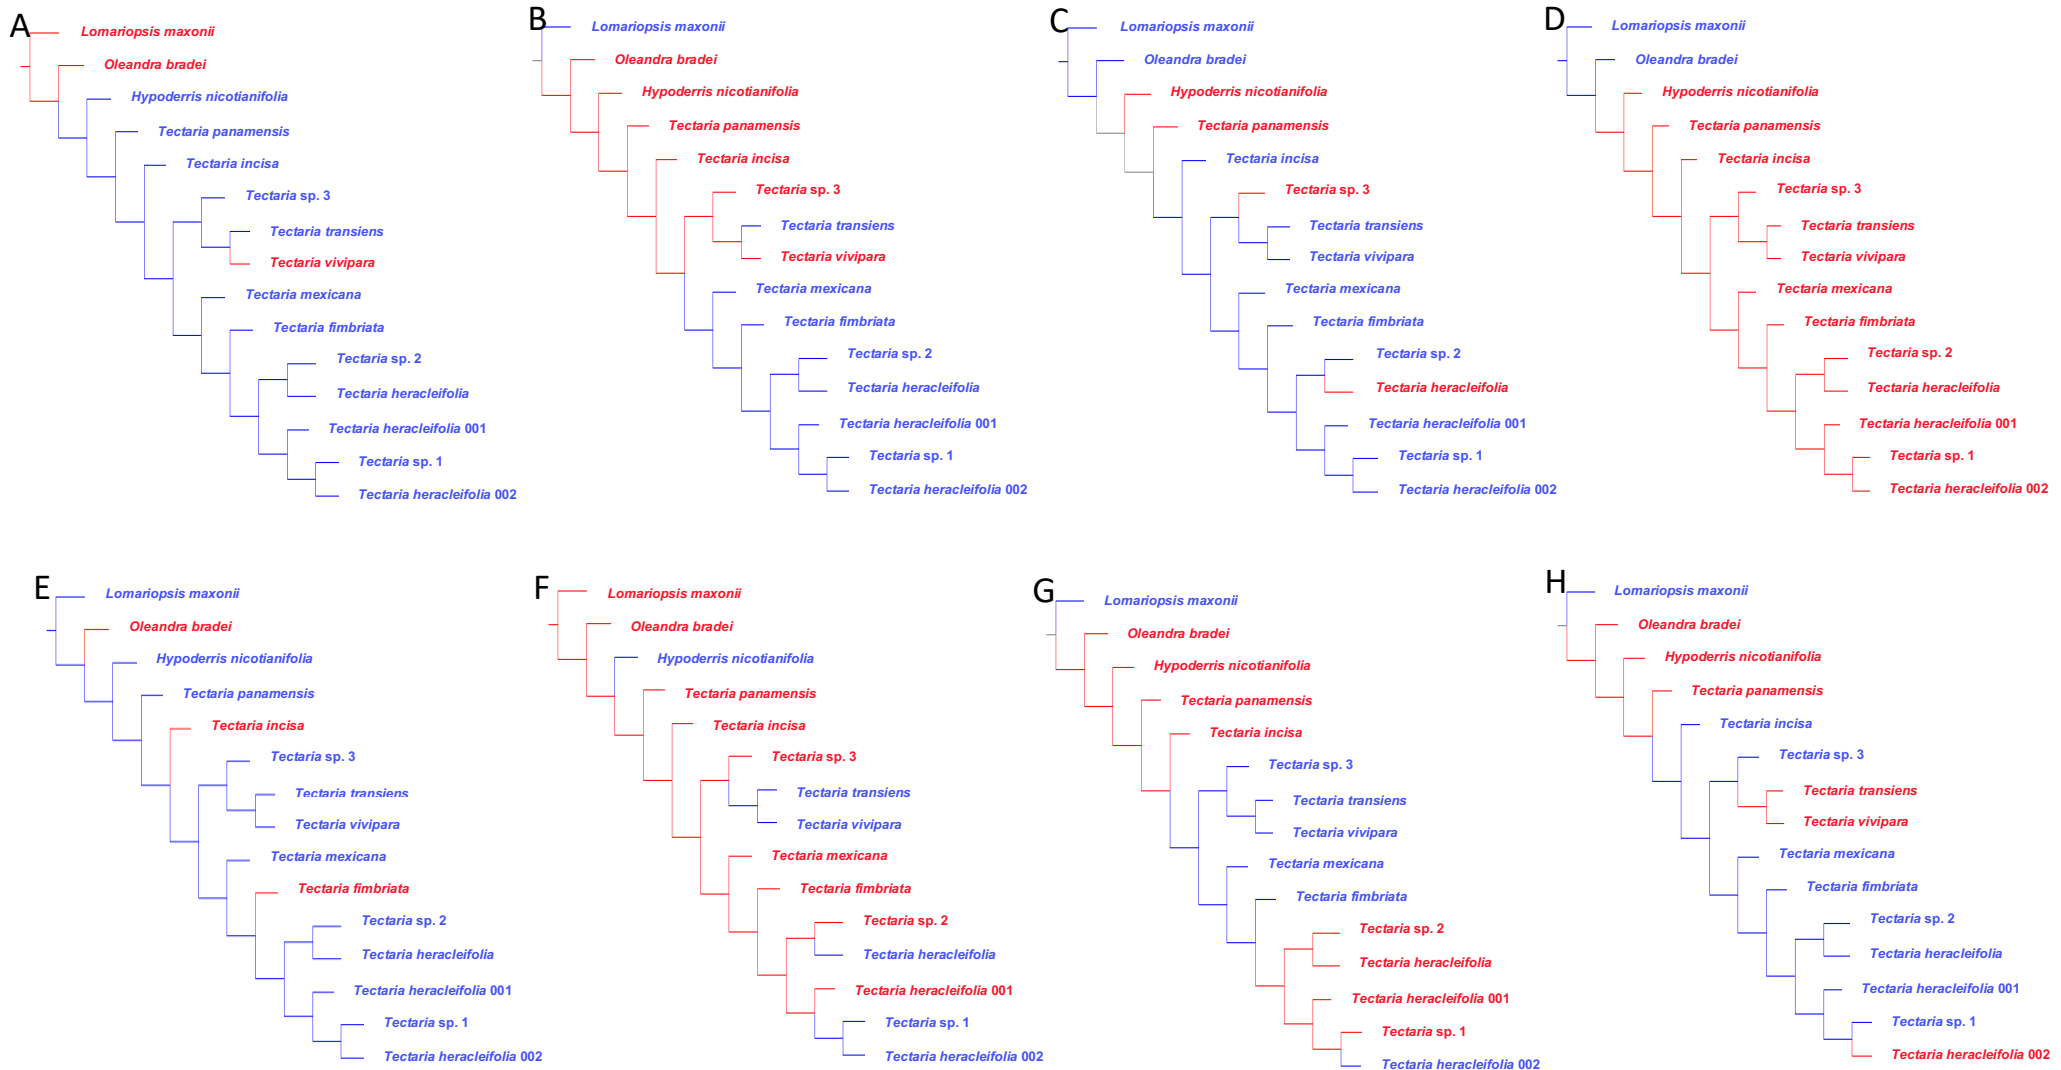 A
Lomariopsis maxonii
Oleandra bradei
Hypoderris nicotianifolia
Tectaria panamensis
Tectaria incisa
Tectaria sp. 3
Tectaria transiens
Tectaria vivipara
Tectaria mexicana
Tectaria fimbriata
Tectaria sp. 2
Tectaria heracleifolia
Tectaria heracleifolia 001
Tectaria sp. 1
Tectaria heracleifolia 002
B
Lomariopsis maxonii
Oleandra bradei
Hypoderris nicotianifolia
Tectaria panamensis
Tectaria incisa
Tectaria sp. 3
Tectaria transiens
Tectaria vivipara
Tectaria mexicana
Tectaria fimbriata
Tectaria sp. 2
Tectaria heracleifolia
Tectaria heracleifolia 001
Tectaria sp. 1
Tectaria heracleifolia 002
C
Lomariopsis maxonii
Oleandra bradei
Hypoderris nicotianifolia
Tectaria panamensis
Tectaria incisa
Tectaria sp. 3
Tectaria transiens
Tectaria vivipara
Tectaria mexicana
Tectaria fimbriata
Tectaria sp. 2
Tectaria heracleifolia
Tectaria heracleifolia 001
Tectaria sp. 1
Tectaria heracleifolia 002
D
Lomariopsis maxonii
Oleandra bradei
Hypoderris nicotianifolia
Tectaria panamensis
Tectaria incisa
Tectaria sp. 3
Tectaria transiens
Tectaria vivipara
Tectaria mexicana
Tectaria fimbriata
Tectaria sp. 2
Tectaria heracleifolia
Tectaria heracleifolia 001
Tectaria sp. 1
Tectaria heracleifolia 002
E
Lomariopsis maxonii
Oleandra bradei
Hypoderris nicotianifolia
Tectaria panamensis
Tectaria incisa
Tectaria sp. 3
Tectaria transiens
Tectaria vivipara
Tectaria mexicana
Tectaria fimbriata
Tectaria sp. 2
Tectaria heracleifolia
Tectaria heracleifolia 001
Tectaria sp. 1
Tectaria heracleifolia 002
F
Lomariopsis maxonii
Oleandra bradei
Hypoderris nicotianifolia
Tectaria panamensis
Tectaria incisa
Tectaria sp. 3
Tectaria transiens
Tectaria vivipara
Tectaria mexicana
Tectaria fimbriata
Tectaria sp. 2
Tectaria heracleifolia
Tectaria heracleifolia 001
Tectaria sp. 1
Tectaria heracleifolia 002
G
Lomariopsis maxonii
Oleandra bradei
Hypoderris nicotianifolia
Tectaria panamensis
Tectaria incisa
Tectaria sp. 3
Tectaria transiens
Tectaria vivipara
Tectaria mexicana
Tectaria fimbriata
Tectaria sp. 2
Tectaria heracleifolia
Tectaria heracleifolia 001
Tectaria sp. 1
Tectaria heracleifolia 002
H
Lomariopsis maxonii
Oleandra bradei
Hypoderris nicotianifolia
Tectaria panamensis
Tectaria incisa
Tectaria sp. 3
Tectaria transiens
Tectaria vivipara
Tectaria mexicana
Tectaria fimbriata
Tectaria sp. 2
Tectaria heracleifolia
Tectaria heracleifolia 001
Tectaria sp. 1
Tectaria heracleifolia 002